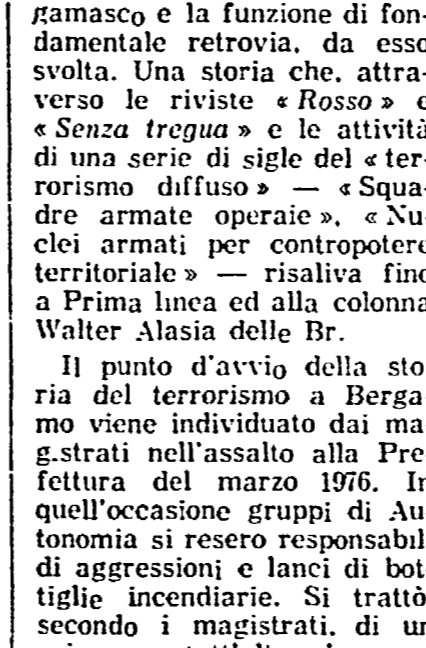 gamasco e la funzione di fon-
damentale retrovia, da esso
svolta. Una storia che, attra-
verso le riviste « Rosso » e
« Senza tregua » e le attività
di una serie di sigle del « ter-
rorismo diffuso » — « Squa-
dre armate operaie », « Nu-
clei armati per contropotere
territoriale » — risaliva fino
a Prima linea ed alla colonna
Walter Alasia delle Br.
Il punto d'avvio della sto
ria del terrorismo a Berga
mo viene individuato dai ma
g.strati nell'assalto alla Pre
fettura del marzo 1976. In
quell'occasione gruppi di Au
tonomia si resero responsabili
di aggressioni e lanci di bot
tiglie incendiarie. Si trattò
secondo i magistrati, di un